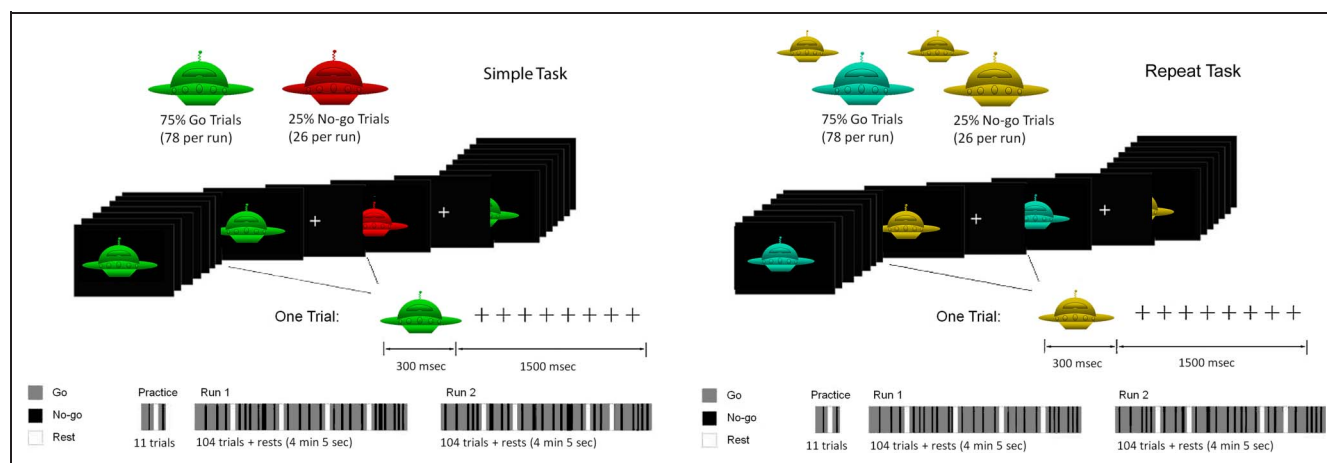 Simple Task
75% Go Trials
(78 per run)
25% No-go Trials
(26 per run)
+
+
One Trial:
+ + + + + + + +
300 msec
1500 msec
Go
No-go
Rest
Practice
Run 1
Run 2
11 trials
104 trials + rests (4 min 5 sec)
104 trials + rests (4 min 5 sec)
Repeat Task
75% Go Trials
(78 per run)
25% No-go Trials
(26 per run)
+
+
One Trial:
+ + + + + + + +
300 msec
1500 msec
Go
No-go
Rest
Practice
Run 1
Run 2
11 trials
104 trials + rests (4 min 5 sec)
104 trials + rests (4 min 5 sec)